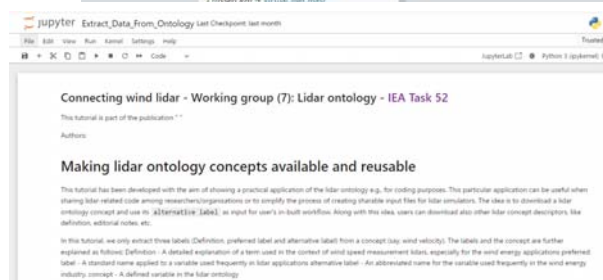 jupyter Extract_Data_From_Ontology Last Checkpoint: last month
File Edit View Run Kernel Settings Help
Trusted
Code
JupyterLab
Python 3 (ipykernel)
Connecting wind lidar - Working group (7): Lidar ontology - IEA Task 52
This tutorial is part of the publication " "
Authors:
Making lidar ontology concepts available and reusable
This tutorial has been developed with the aim of showing a practical application of the lidar ontology e.g., for coding purposes. This particular application can be useful when
sharing lidar related code among researchers/organisations or to simplify the process of creating sharable input files for lidar simulators. The idea is to download a lidar
ontology concept and use its alternative label as input for user's in-built workflow. Along with this idea, users can download also other lidar concept descriptors, like
definition, editorial notes, etc.
In this tutorial, we only extract three labels (Definition, preferred label and alternative label) from a concept (say, wind velocity). The labels and the concept are further
explained as follows: Definition - A detailed explanation of a term used in the context of wind speed measurement lidars, especially for the wind energy applications preferred
label - A standard name applied to a variable used frequently in lidar applications alternative label - An abbreviated name for the variable used frequently in the wind energy
industry, concept - A defined variable in the lidar ontology